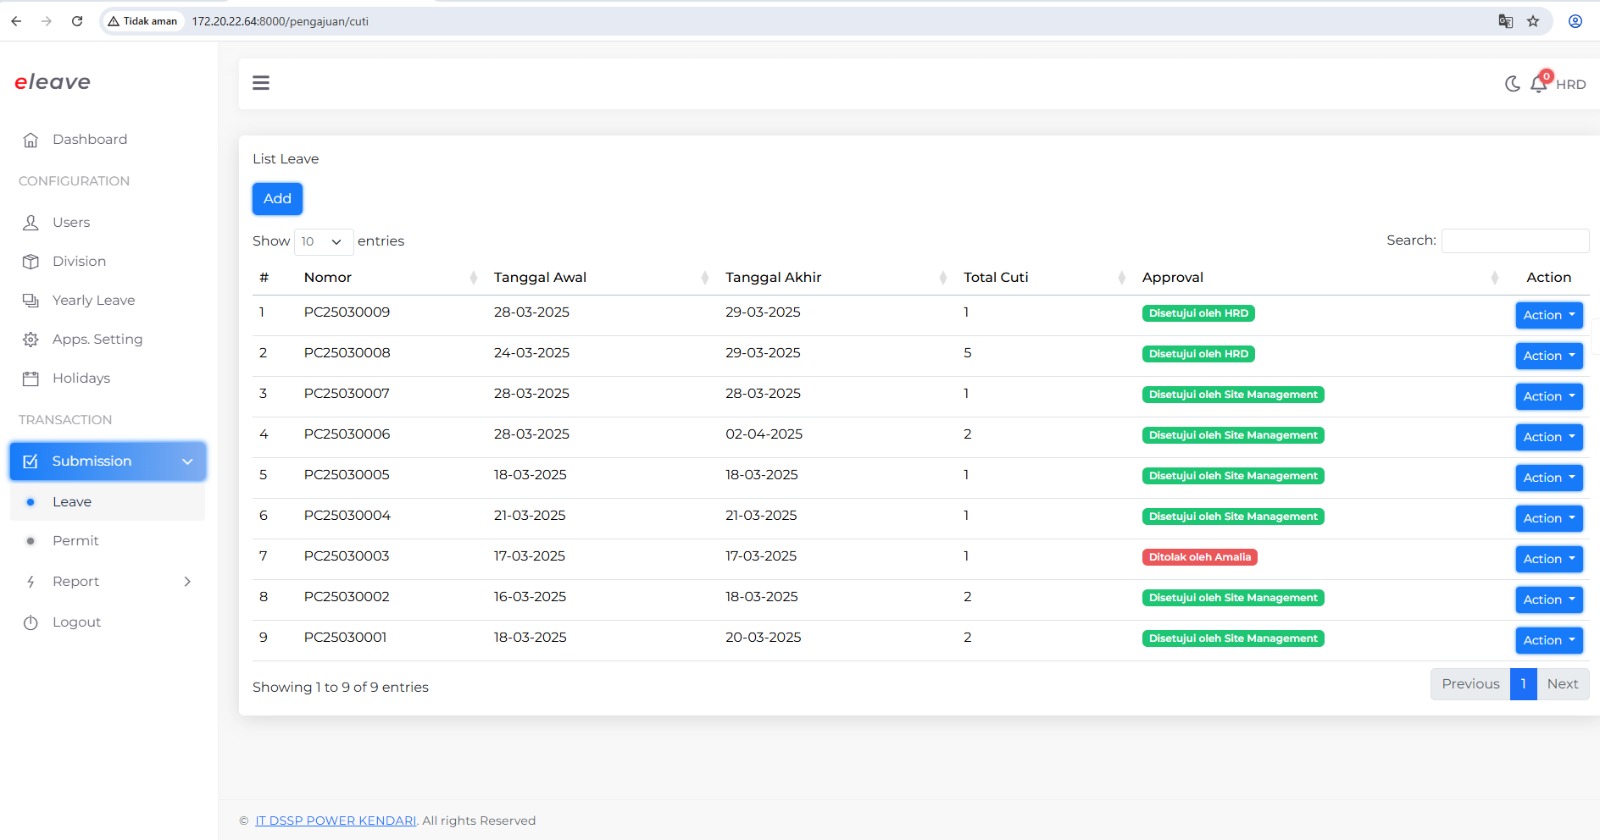 Tidak aman 172.20.22.64:8000/pengajuan/cuti
eleave
0
HRD
Dashboard
CONFIGURATION
Users
Division
Yearly Leave
Apps. Setting
Holidays
TRANSACTION
Submission
Leave
Permit
Report
Logout
List Leave
Add
Show 10 entries
Search:
# Nomor Tanggal Awal Tanggal Akhir Total Cuti Approval Action
1 PC25030009 28-03-2025 29-03-2025 1 Disetujui oleh HRD Action
2 PC25030008 24-03-2025 29-03-2025 5 Disetujui oleh HRD Action
3 PC25030007 28-03-2025 28-03-2025 1 Disetujui oleh Site Management Action
4 PC25030006 28-03-2025 02-04-2025 2 Disetujui oleh Site Management Action
5 PC25030005 18-03-2025 18-03-2025 1 Disetujui oleh Site Management Action
6 PC25030004 21-03-2025 21-03-2025 1 Disetujui oleh Site Management Action
7 PC25030003 17-03-2025 17-03-2025 1 Ditolak oleh Amalia Action
8 PC25030002 16-03-2025 18-03-2025 2 Disetujui oleh Site Management Action
9 PC25030001 18-03-2025 20-03-2025 2 Disetujui oleh Site Management Action
Showing 1 to 9 of 9 entries
Previous 1 Next
© IT DSSP POWER KENDARI. All rights Reserved